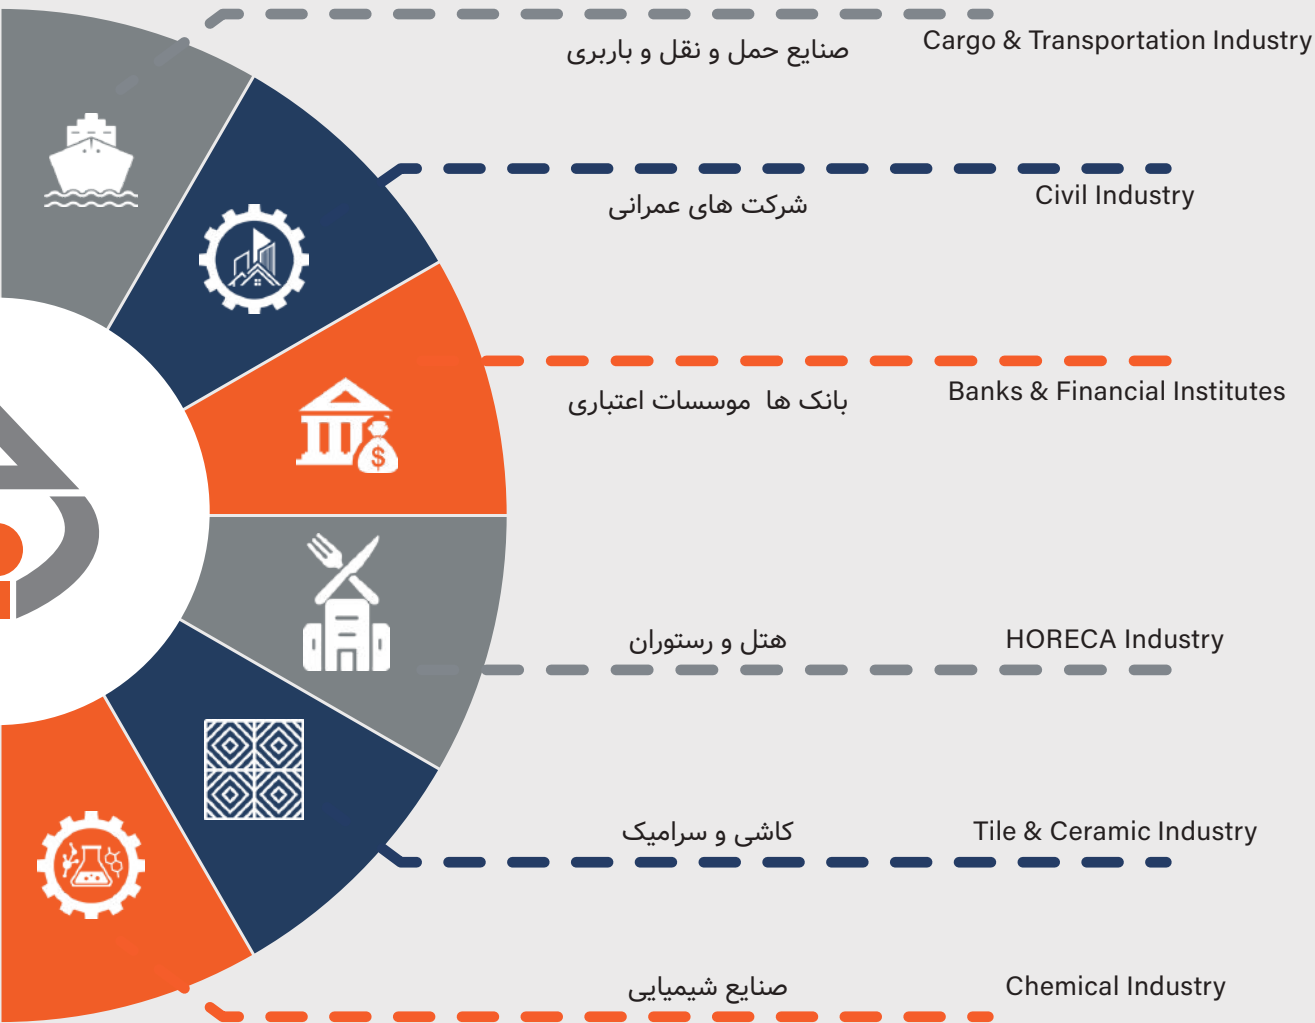 صنایع حمل و نقل و باربری
Cargo & Transportation Industry
شرکت های عمرانی
Civil Industry
بانک ها  موسسات اعتباری
Banks & Financial Institutes
$
هتل و رستوران
HORECA Industry
کاشی و سرامیک
Tile & Ceramic Industry
صنایع شیمیایی
Chemical Industry